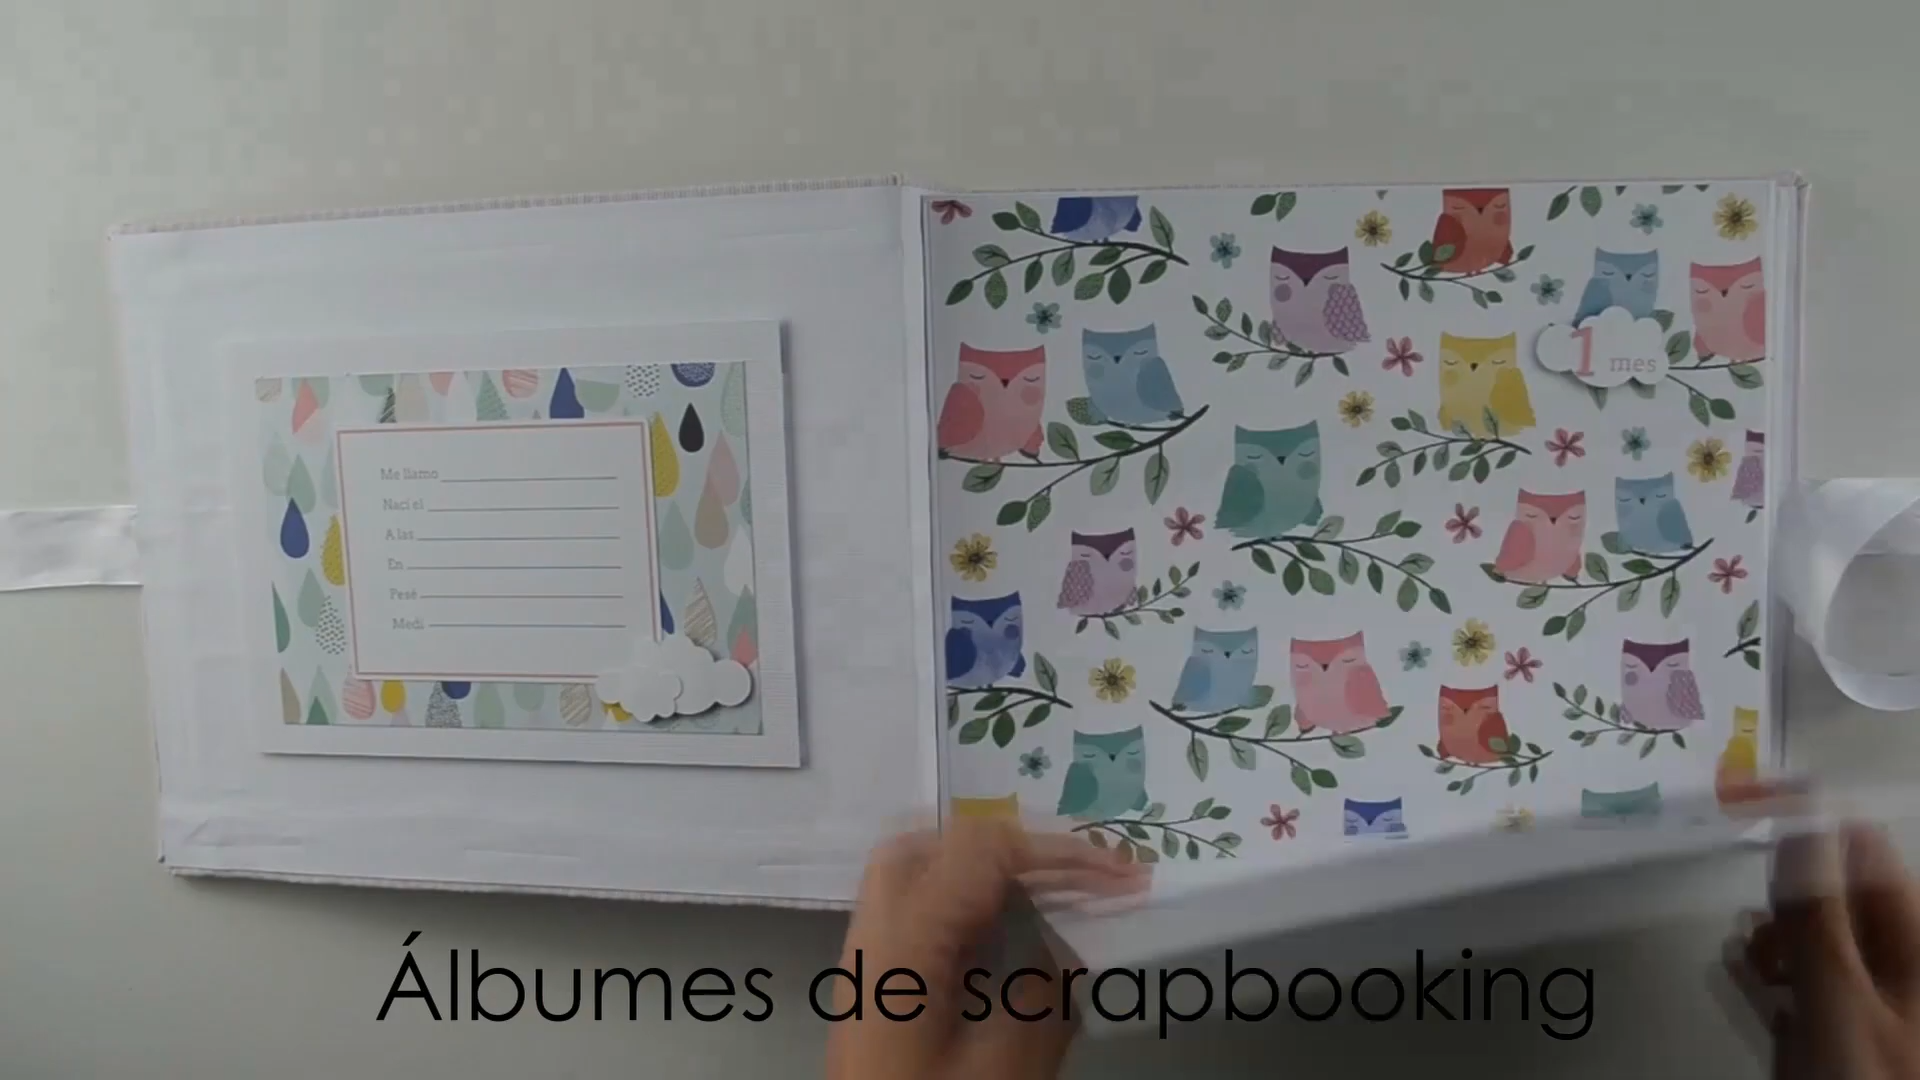 Me llamo
Nací el
A las
En
Pesé
Medí
1 mes
Álbumes de scrapbooking